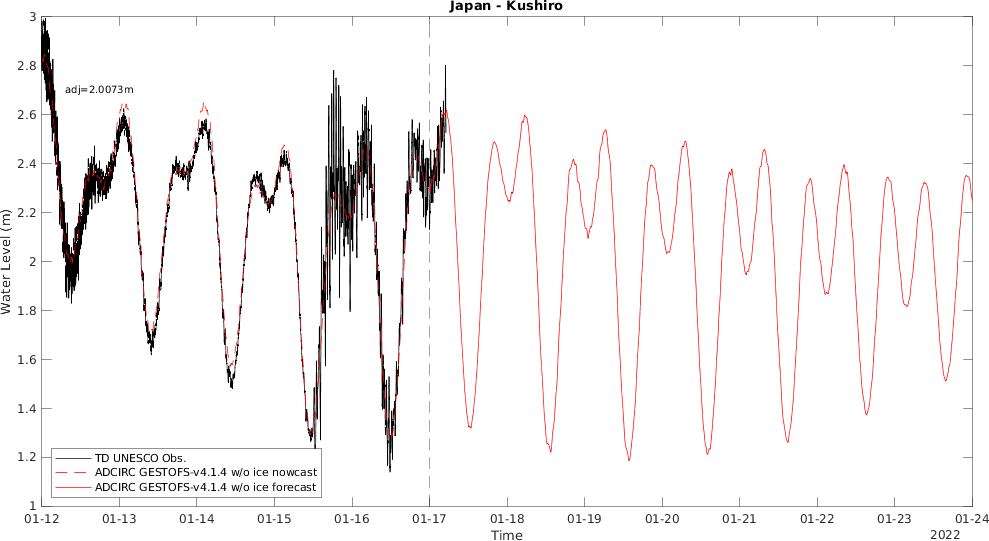 Japan - Kushiro
3
2.8
2.6
2.4
2.2
2
1.8
1.6
1.4
1.2
1
Water Level (m)
adj=2.0073m
TD UNESCO Obs.
ADCIRC GESTOFS-v4.1.4 w/o ice nowcast
ADCIRC GESTOFS-v4.1.4 w/o ice forecast
01-12 01-13 01-14 01-15 01-16 01-17 01-18 01-19 01-20 01-21 01-22 01-23 01-24
Time
2022